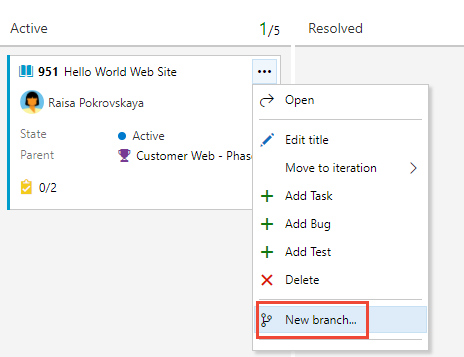 Active 1/5 Resolved
951 Hello World Web Site
Raisa Pokrovskaya
State Active
Parent Customer Web - Phase
0/2
Open
Edit title
Move to iteration
Add Task
Add Bug
Add Test
Delete
New branch...